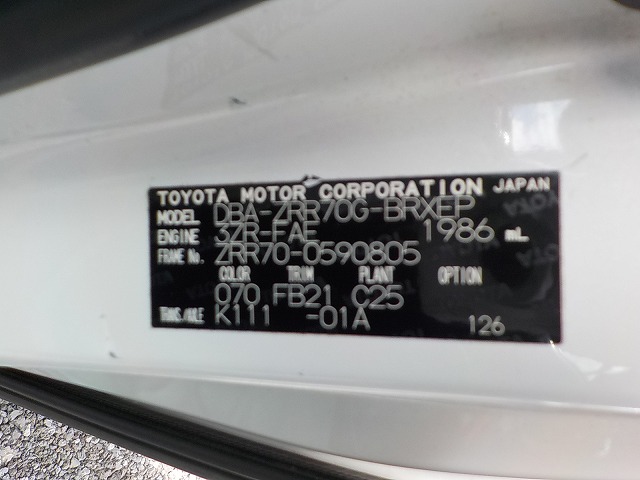 TOYOTA MOTOR CORPORATION JAPAN
MODEL DBA-ZRR70G-BRXEP
ENGINE 3ZR-FAE 1986 mL
FRAME No. ZRR70-0590805
COLOR TRIM PLANT OPTION
070 FB21 C25
TRANS./AXLE K111 -01A 126